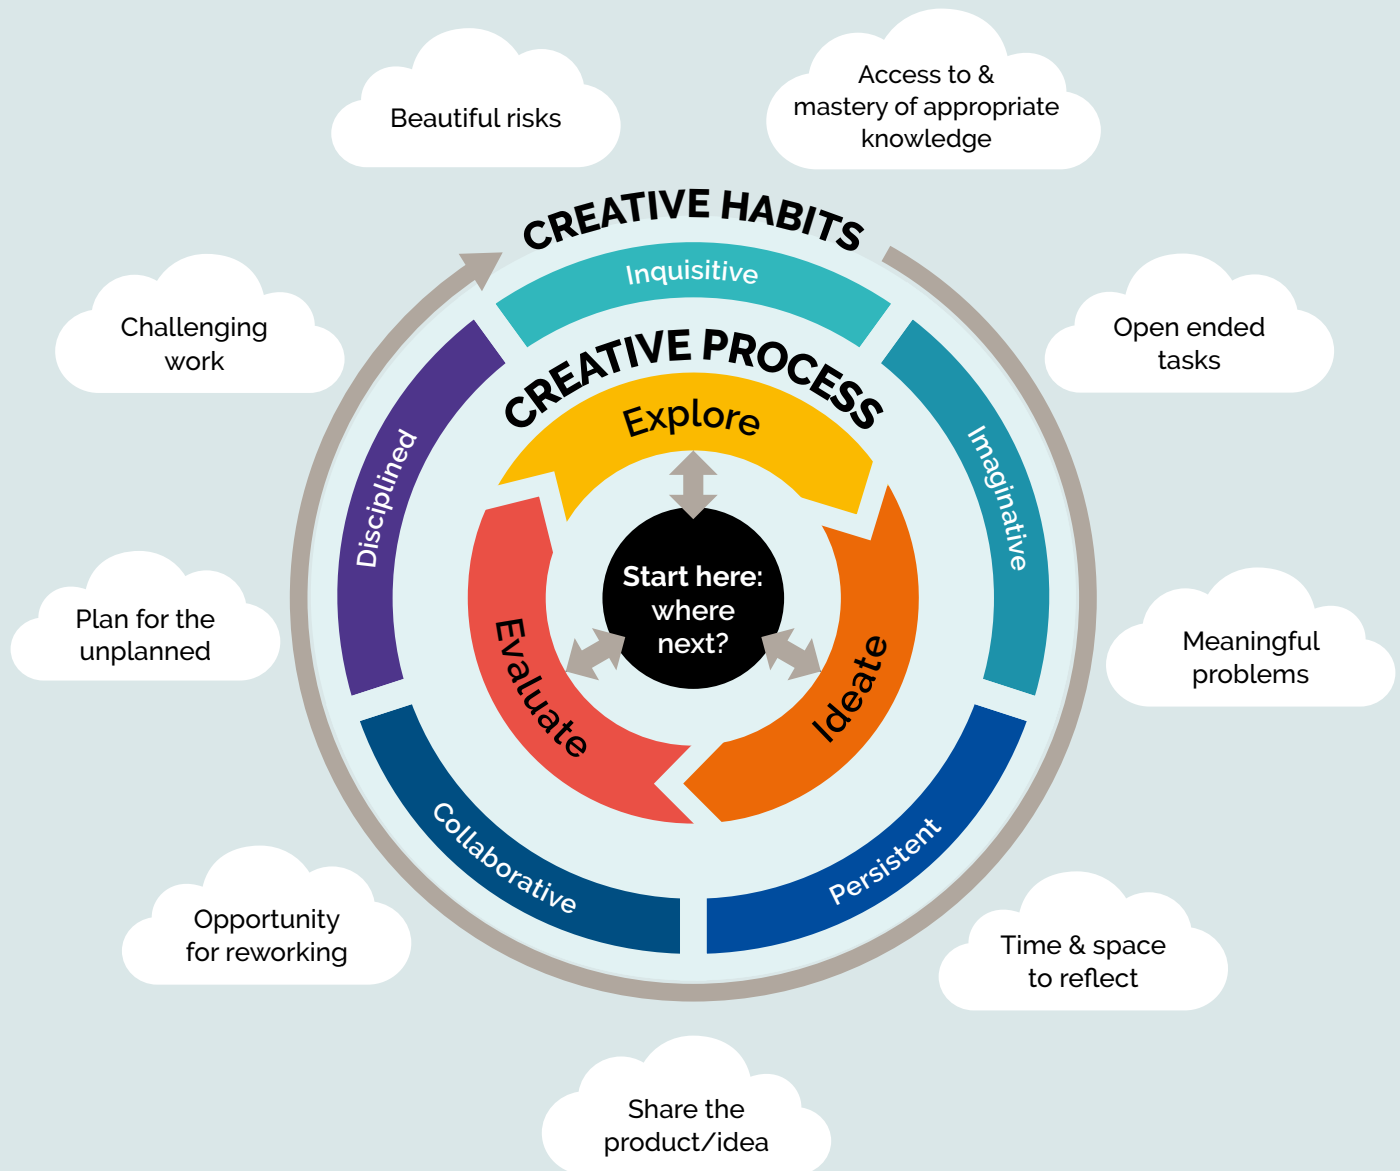 Beautiful risks
Access to &
mastery of appropriate
knowledge
CREATIVE HABITS
Inquisitive
Challenging
work
Open ended
tasks
CREATIVE PROCESS
Explore
Disciplined
Imaginative
Start here:
where
next?
Plan for the
unplanned
Meaningful
problems
Evaluate
Ideate
Collaborative
Persistent
Opportunity
for reworking
Time & space
to reflect
Share the
product/idea